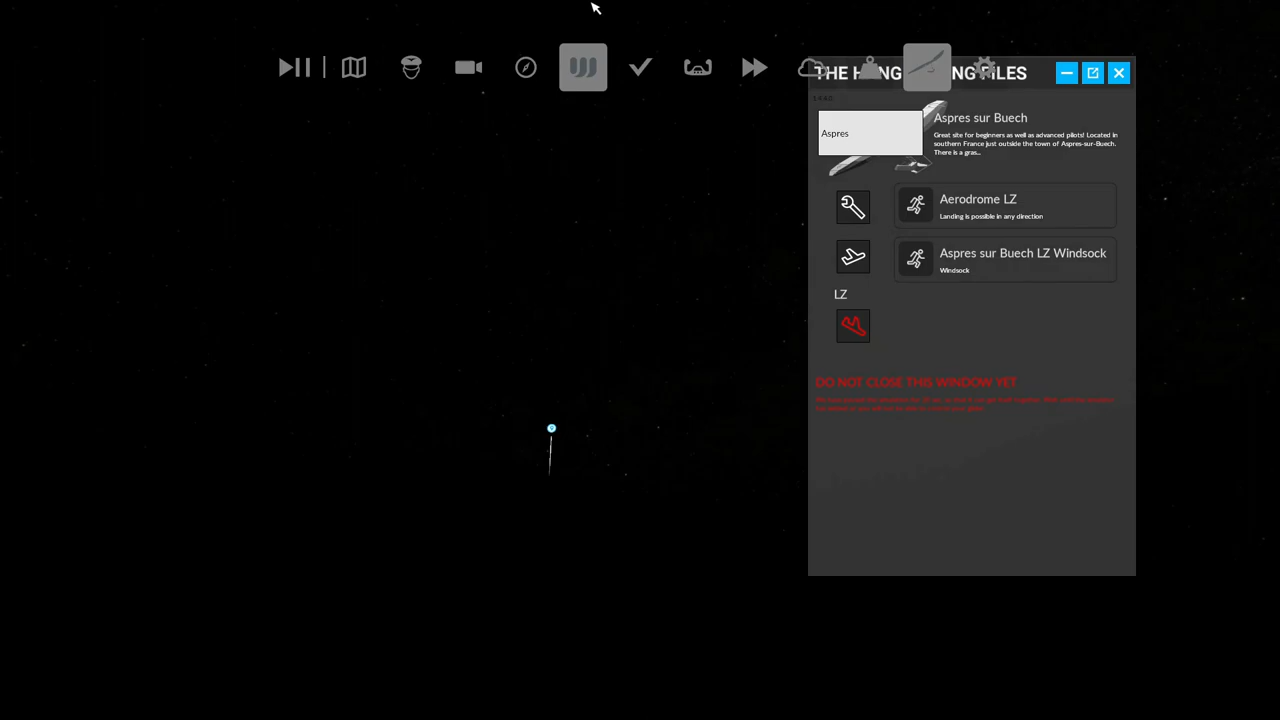 THE H NG NG FILES
Aspres
Aspres sur Buech
Great site for beginners as well as advanced pilots! Located in
southern France just outside the town of Aspres-sur-Buech.
There is a gras...
Aerodrome LZ
Landing is possible in any direction
Aspres sur Buech LZ Windsock
Windsock
LZ
DO NOT CLOSE THIS WINDOW YET